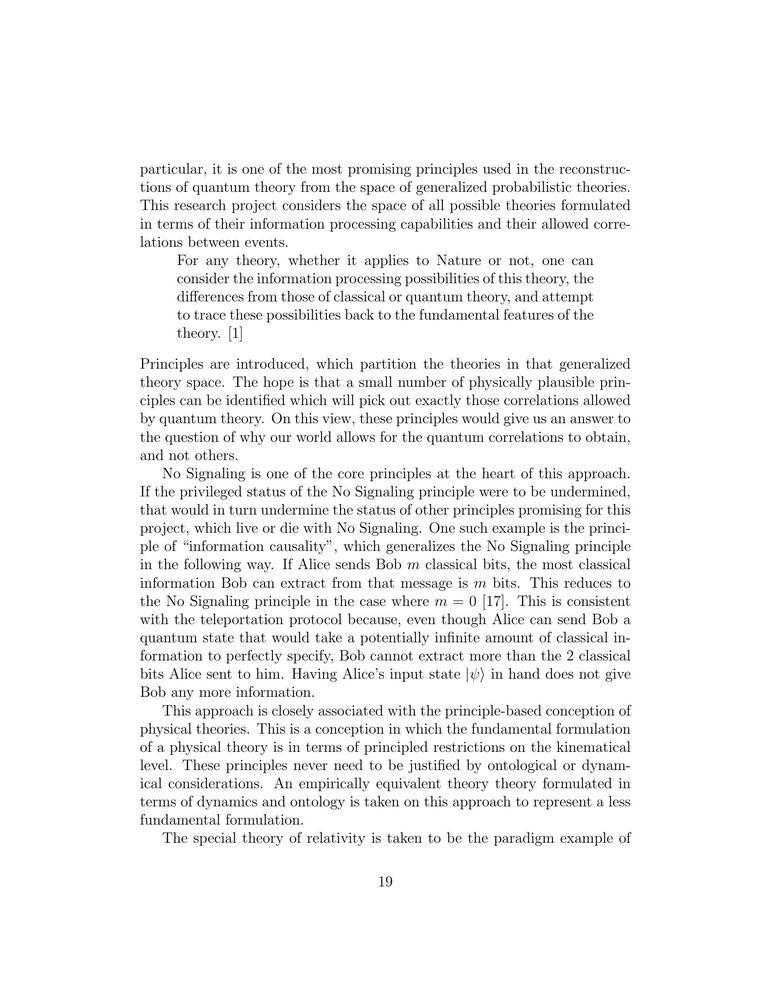 particular, it is one of the most promising principles used in the reconstruc-
tions of quantum theory from the space of generalized probabilistic theories.
This research project considers the space of all possible theories formulated
in terms of their information processing capabilities and their allowed corre-
lations between events.
For any theory, whether it applies to Nature or not, one can
consider the information processing possibilities of this theory, the
differences from those of classical or quantum theory, and attempt
to trace these possibilities back to the fundamental features of the
theory. [1]
Principles are introduced, which partition the theories in that generalized
theory space. The hope is that a small number of physically plausible prin-
ciples can be identified which will pick out exactly those correlations allowed
by quantum theory. On this view, these principles would give us an answer to
the question of why our world allows for the quantum correlations to obtain,
and not others.
No Signaling is one of the core principles at the heart of this approach.
If the privileged status of the No Signaling principle were to be undermined,
that would in turn undermine the status of other principles promising for this
project, which live or die with No Signaling. One such example is the princi-
ple of “information causality”, which generalizes the No Signaling principle
in the following way. If Alice sends Bob m classical bits, the most classical
information Bob can extract from that message is m bits. This reduces to
the No Signaling principle in the case where m = 0 [17]. This is consistent
with the teleportation protocol because, even though Alice can send Bob a
quantum state that would take a potentially infinite amount of classical in-
formation to perfectly specify, Bob cannot extract more than the 2 classical
bits Alice sent to him. Having Alice’s input state |ψ⟩ in hand does not give
Bob any more information.
This approach is closely associated with the principle-based conception of
physical theories. This is a conception in which the fundamental formulation
of a physical theory is in terms of principled restrictions on the kinematical
level. These principles never need to be justified by ontological or dynam-
ical considerations. An empirically equivalent theory theory formulated in
terms of dynamics and ontology is taken on this approach to represent a less
fundamental formulation.
The special theory of relativity is taken to be the paradigm example of
19